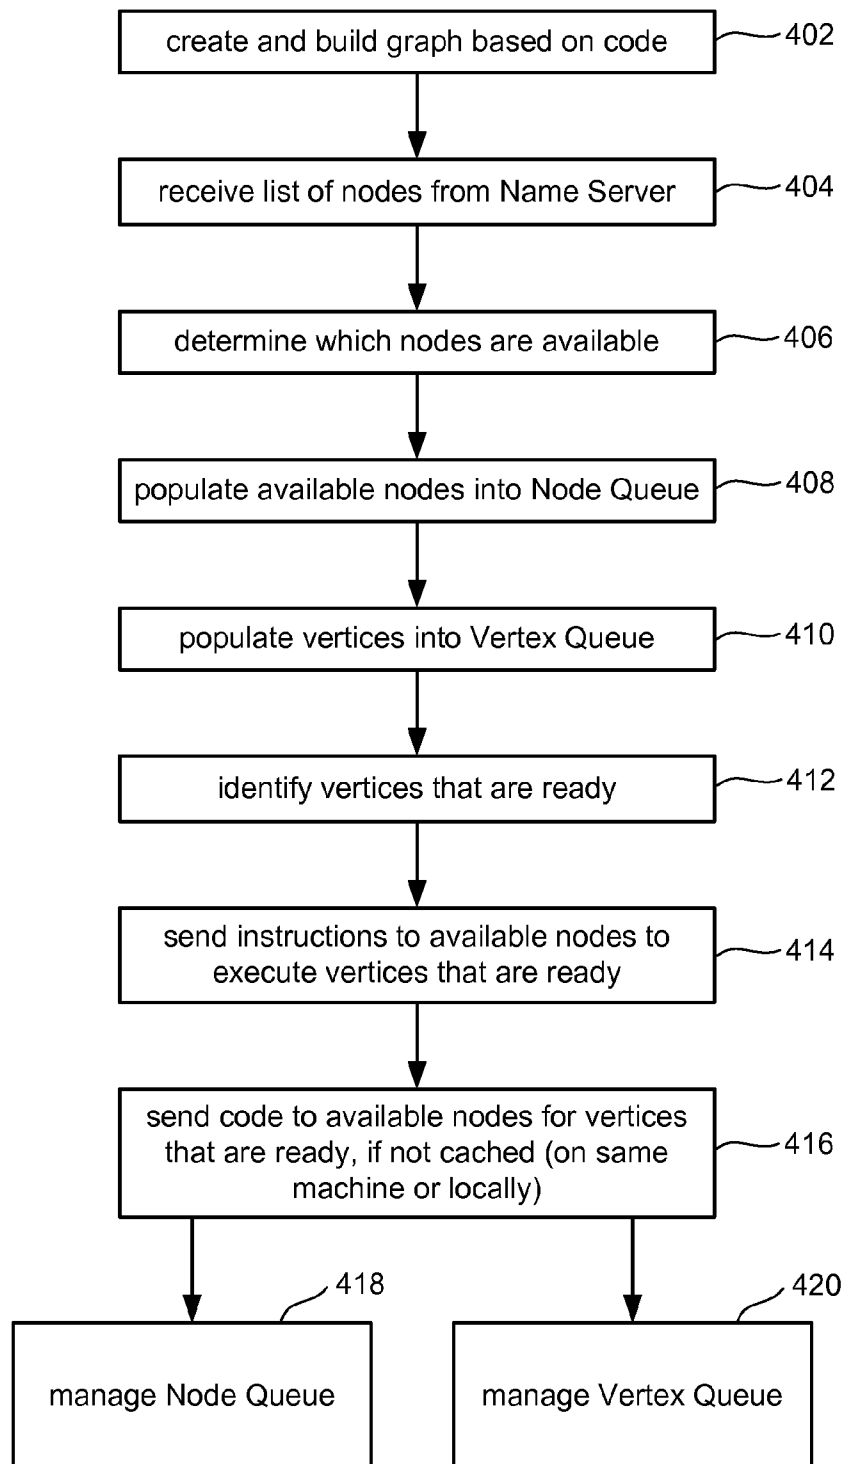 create and build graph based on code
402
receive list of nodes from Name Server
404
determine which nodes are available
406
populate available nodes into Node Queue
408
populate vertices into Vertex Queue
410
identify vertices that are ready
412
send instructions to available nodes to
execute vertices that are ready
414
send code to available nodes for vertices
that are ready, if not cached (on same
machine or locally)
416
418
420
manage Node Queue
manage Vertex Queue